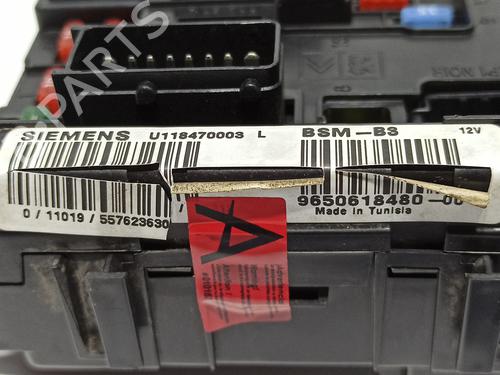 PARTS
SIEMENS U118470003 L BSM-B3 12V
9650618480-00
Made in Tunisia
0 / 11019 / 557623630
A